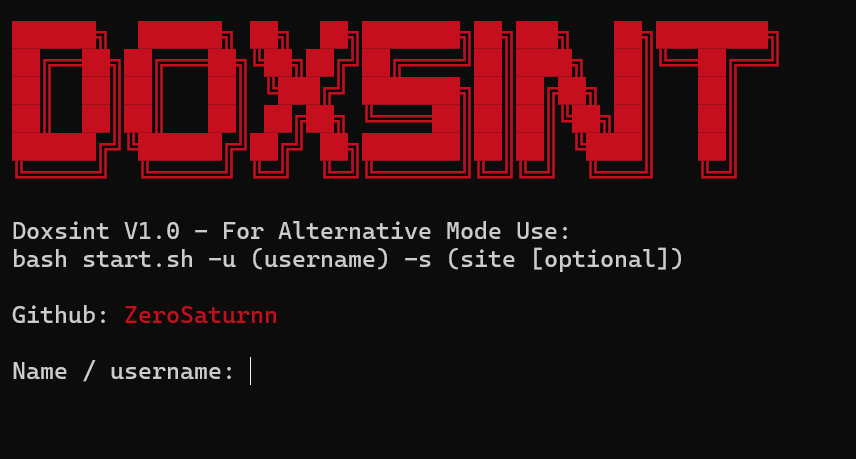 DOXSINT
Doxsint V1.0 - For Alternative Mode Use:
bash start.sh -u (username) -s (site [optional])
Github: ZeroSaturnn
Name / username: